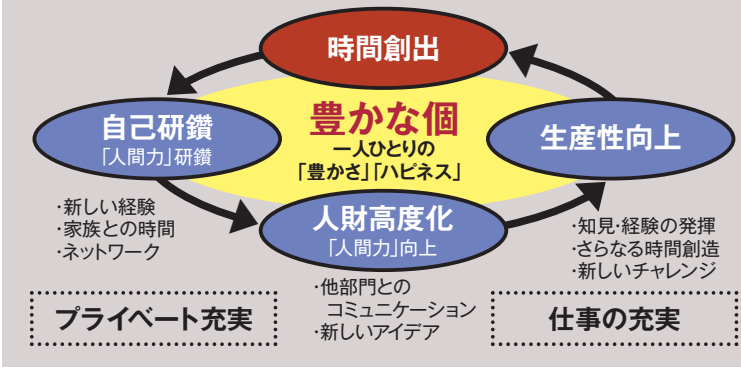 時間創出
豊かな個
一人ひとりの
「豊かさ」「ハピネス」
自己研鑽
「人間力」研鑽
生産性向上
人財高度化
「人間力」向上
・新しい経験
・家族との時間
・ネットワーク
・他部門との
コミュニケーション
・新しいアイデア
・知見・経験の発揮
・さらなる時間創造
・新しいチャレンジ
プライベート充実
仕事の充実